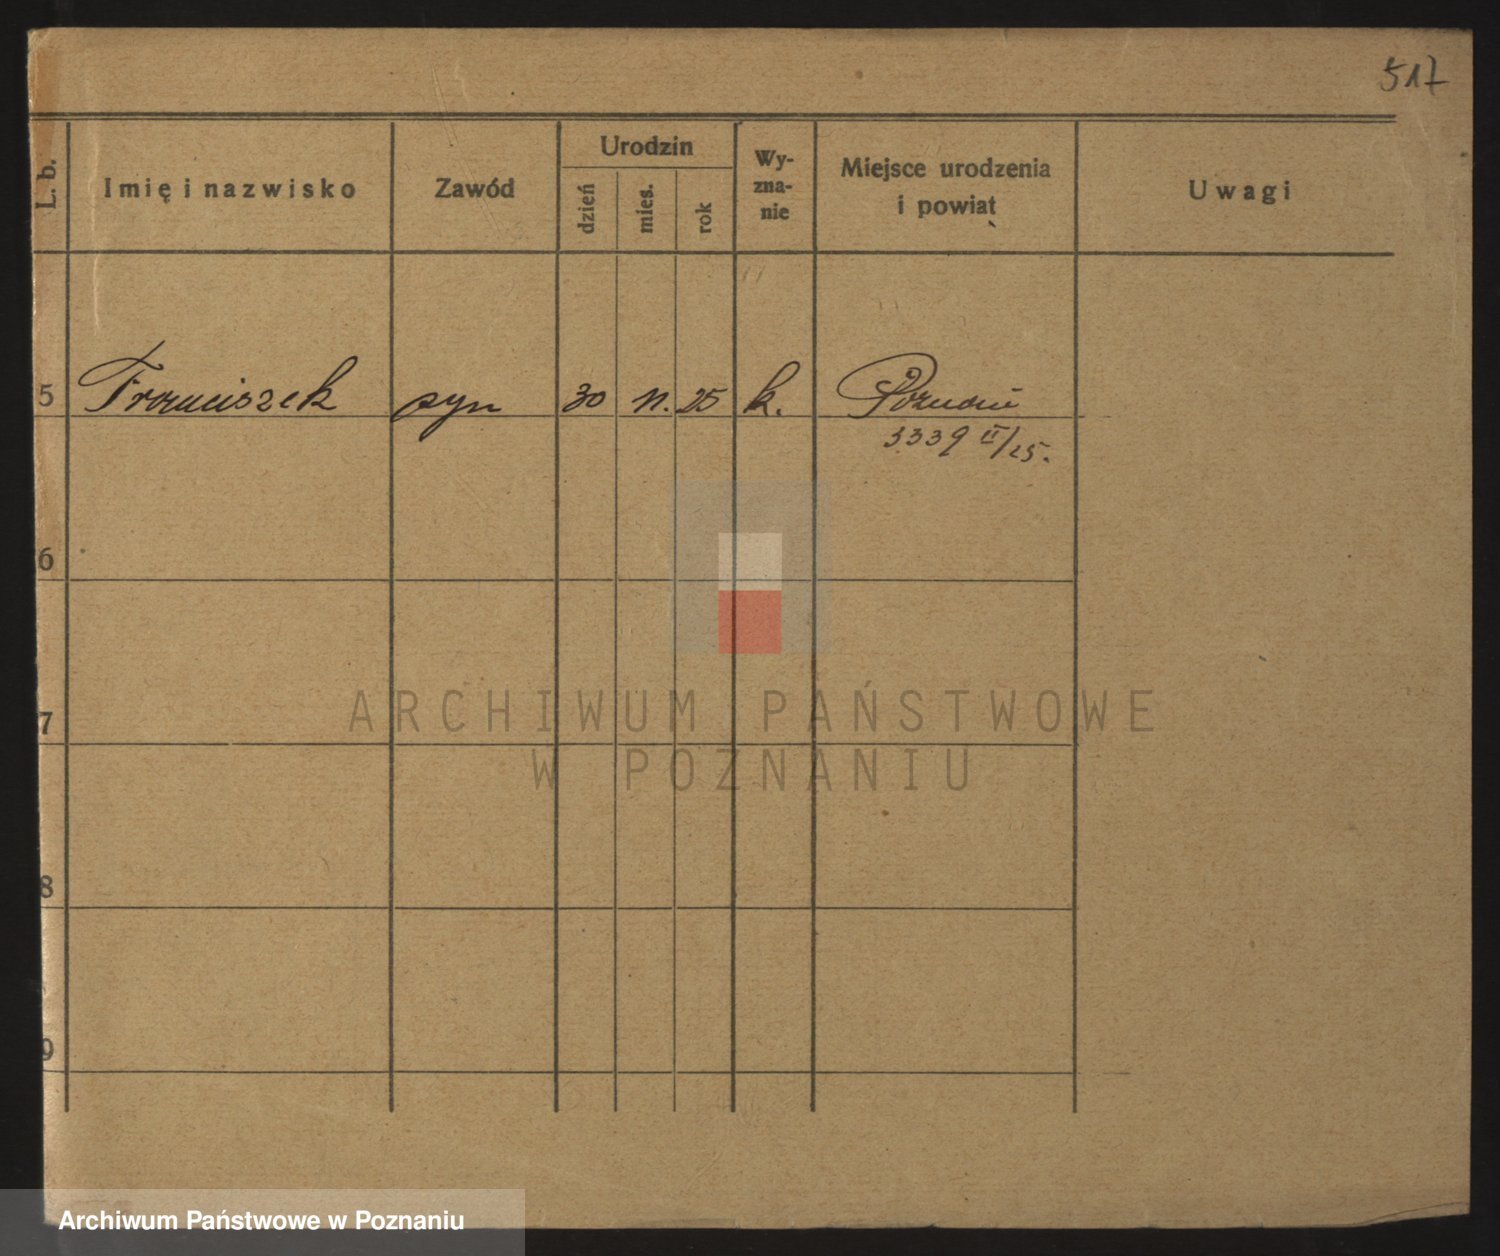 517
L. b.
Imię i nazwisko
Zawód
Urodzin
dzień
mies.
rok
Wy-
zna-
nie
Miejsce urodzenia
i powiat
Uwagi
5 Franciszek syn 30 11. 25 k. Poznań
3339 II/25.
6
7
8
9
ARCHIWUM PAŃSTWOWE
W POZNANIU
Archiwum Państwowe w Poznaniu